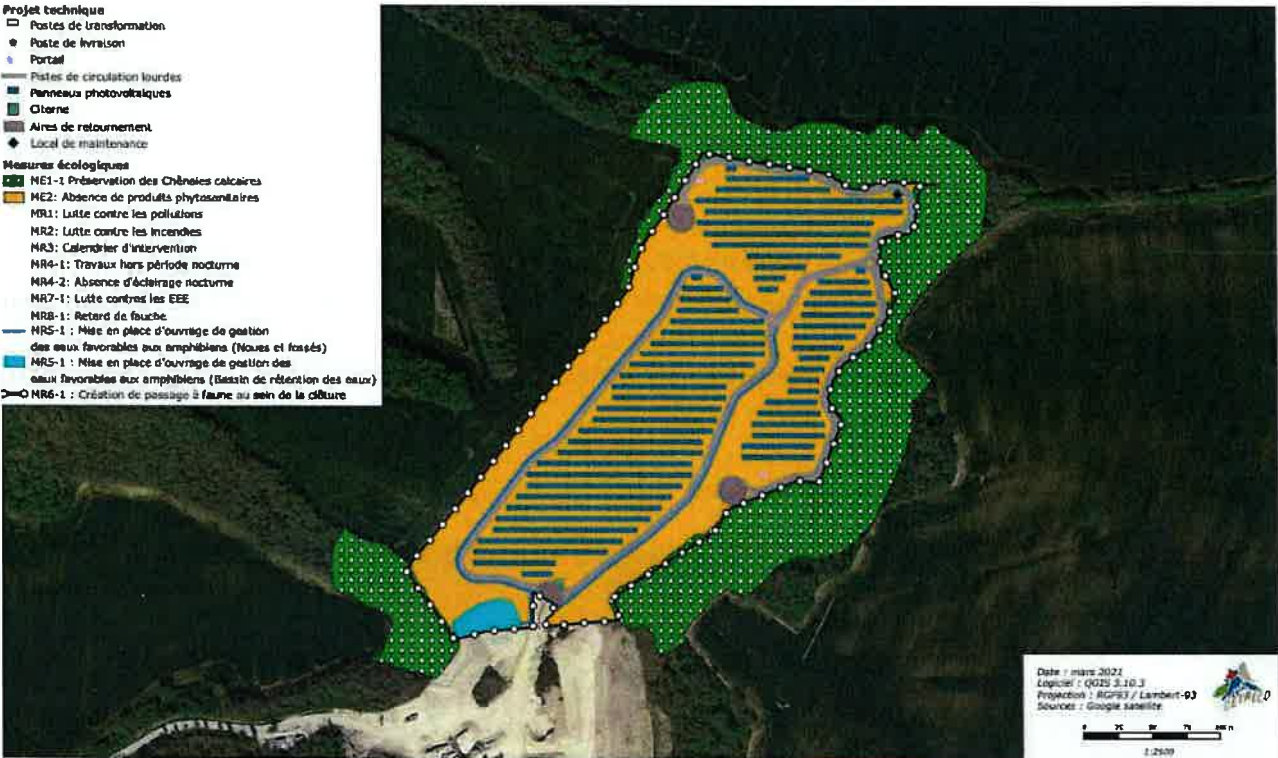 Projet technique
Postes de transformation
Poste de livraison
Portail
Pistes de circulation lourdes
Panneaux photovoltaïques
Citerne
Aires de retournement
Local de maintenance
Mesures écologiques
ME1-1 Préservation des Chênaies calcaires
ME2: Absence de produits phytosanitaires
MR1: Lutte contre les pollutions
MR2: Lutte contre les incendies
MR3: Calendrier d'intervention
MR4-1: Travaux hors période nocturne
MR4-2: Absence d'éclairage nocturne
MR7-1: Lutte contres les EEE
MR8-1: Retard de fauche
MR5-1 : Mise en place d'ouvrage de gestion
des eaux favorables aux amphibiens (Noues et fossés)
MR5-1 : Mise en place d'ouvrage de gestion des
eaux favorables aux amphibiens (Bassin de rétention des eaux)
MR6-1 : Création de passage à faune au sein de la clôture
Date : mars 2021
Logiciel : QGIS 3.10.3
Projection : RGF93 / Lambert-93
Sources : Google satellite
0 25 50 75 100 m
1:2500